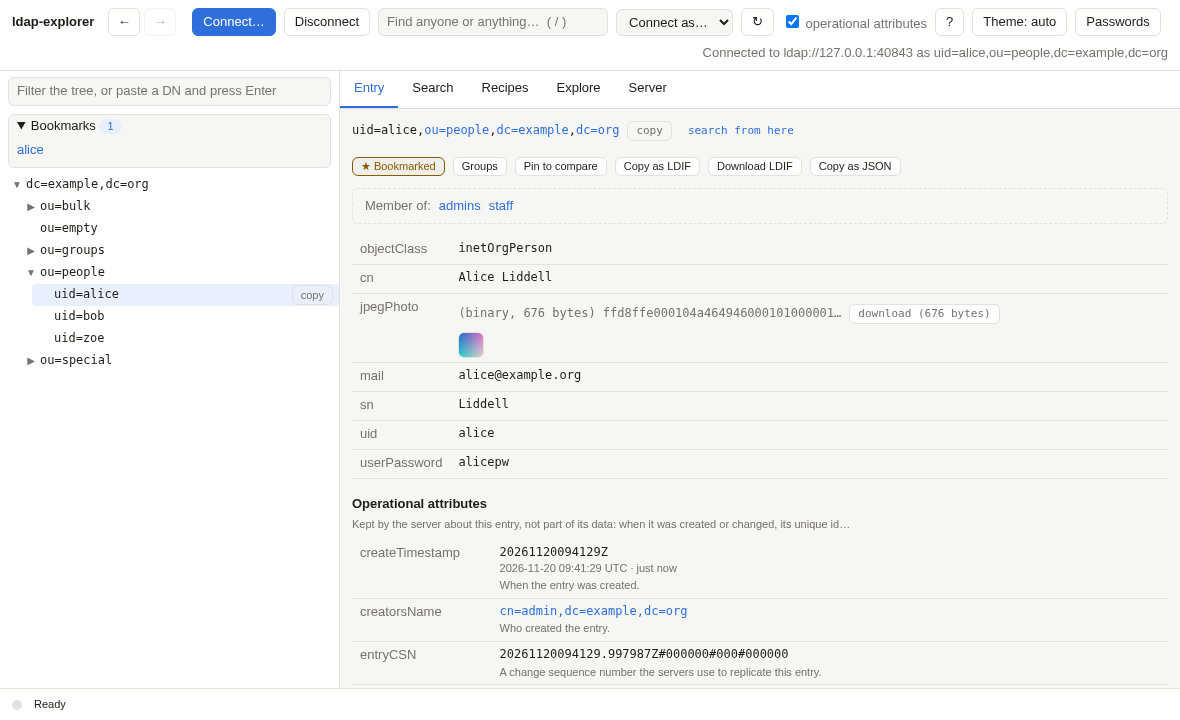 ldap-explorer ← → Connect… Disconnect Find anyone or anything… ( / ) Connect as… ↻ operational attributes ? Theme: auto Passwords
Connected to ldap://127.0.0.1:40843 as uid=alice,ou=people,dc=example,dc=org
Filter the tree, or paste a DN and press Enter
▼ Bookmarks 1
alice
▼ dc=example,dc=org
▶ ou=bulk
ou=empty
▶ ou=groups
▼ ou=people
uid=alice copy
uid=bob
uid=zoe
▶ ou=special
Entry Search Recipes Explore Server
uid=alice,ou=people,dc=example,dc=org copy search from here
★ Bookmarked Groups Pin to compare Copy as LDIF Download LDIF Copy as JSON
Member of: admins staff
objectClass inetOrgPerson
cn Alice Liddell
jpegPhoto (binary, 676 bytes) ffd8ffe000104a464946000101000001… download (676 bytes)
mail alice@example.org
sn Liddell
uid alice
userPassword alicepw
Operational attributes
Kept by the server about this entry, not part of its data: when it was created or changed, its unique id…
createTimestamp 20261120094129Z
2026-11-20 09:41:29 UTC · just now
When the entry was created.
creatorsName cn=admin,dc=example,dc=org
Who created the entry.
entryCSN 20261120094129.997987Z#000000#000#000000
A change sequence number the servers use to replicate this entry.
Ready